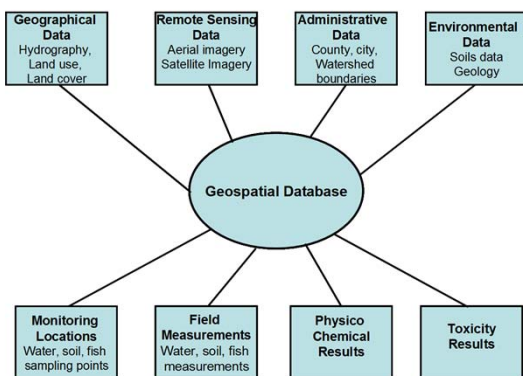 Geographical
Data
Hydrography,
Land use,
Land cover
Remote Sensing
Data
Aerial imagery
Satellite Imagery
Administrative
Data
County, city,
Watershed
boundaries
Environmental
Data
Soils data
Geology
Geospatial Database
Monitoring
Locations
Water, soil, fish
sampling points
Field
Measurements
Water, soil, fish
measurements
Physico
Chemical
Results
Toxicity
Results